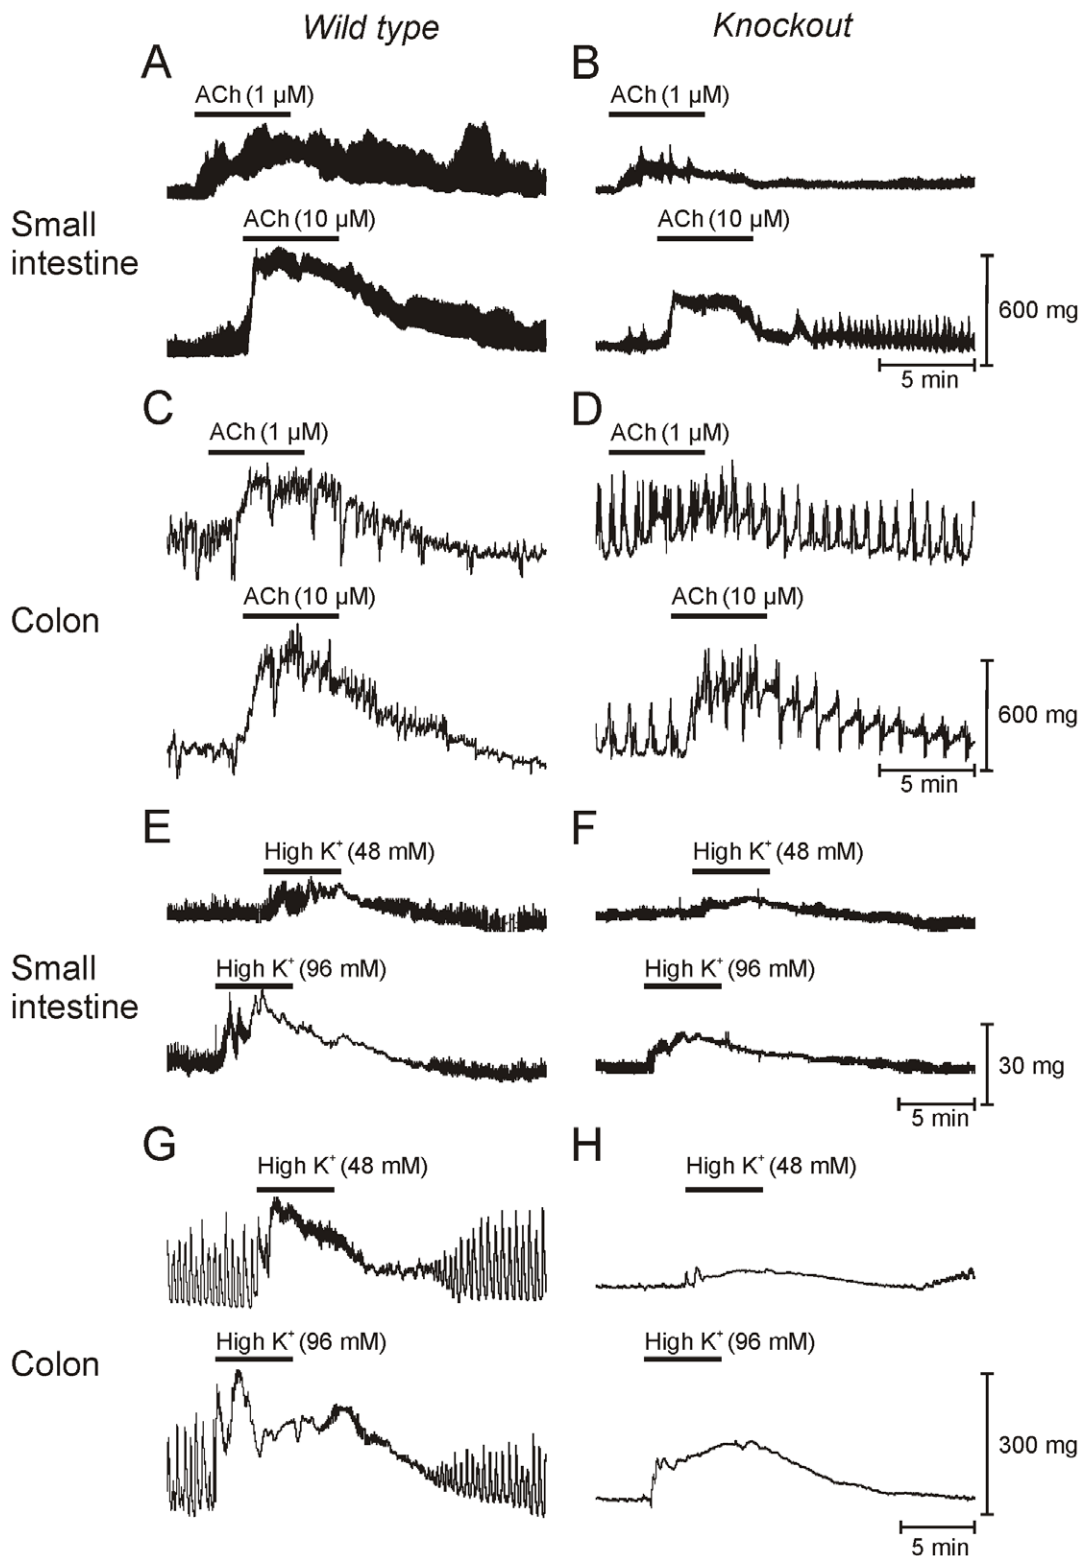 Wild type
Knockout
A
B
ACh (1 µM)
ACh (1 µM)
Small
intestine
ACh (10 µM)
ACh (10 µM)
600 mg
5 min
C
D
ACh (1 µM)
ACh (1 µM)
Colon
ACh (10 µM)
ACh (10 µM)
600 mg
5 min
E
F
High K⁺ (48 mM)
High K⁺ (48 mM)
Small
intestine
High K⁺ (96 mM)
High K⁺ (96 mM)
30 mg
5 min
G
H
High K⁺ (48 mM)
High K⁺ (48 mM)
Colon
High K⁺ (96 mM)
High K⁺ (96 mM)
300 mg
5 min